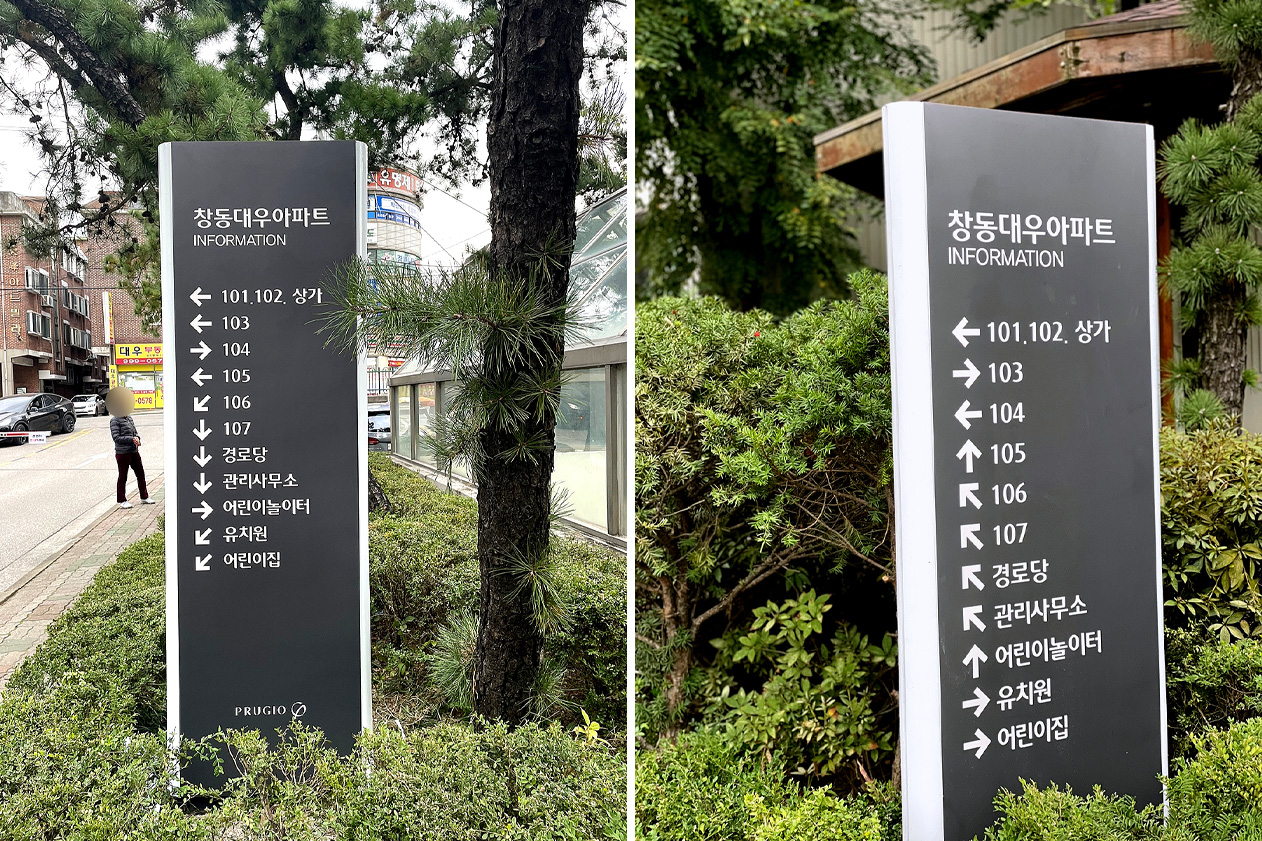 창동대우아파트
INFORMATION
← 101.102. 상가
← 103
→ 104
← 105
↙ 106
↓ 107
↓ 경로당
↓ 관리사무소
→ 어린이놀이터
↙ 유치원
↙ 어린이집
PRUGIO
대우
창동대우아파트
INFORMATION
← 101.102. 상가
→ 103
← 104
↑ 105
↖ 106
↖ 107
↖ 경로당
↖ 관리사무소
↑ 어린이놀이터
→ 유치원
→ 어린이집